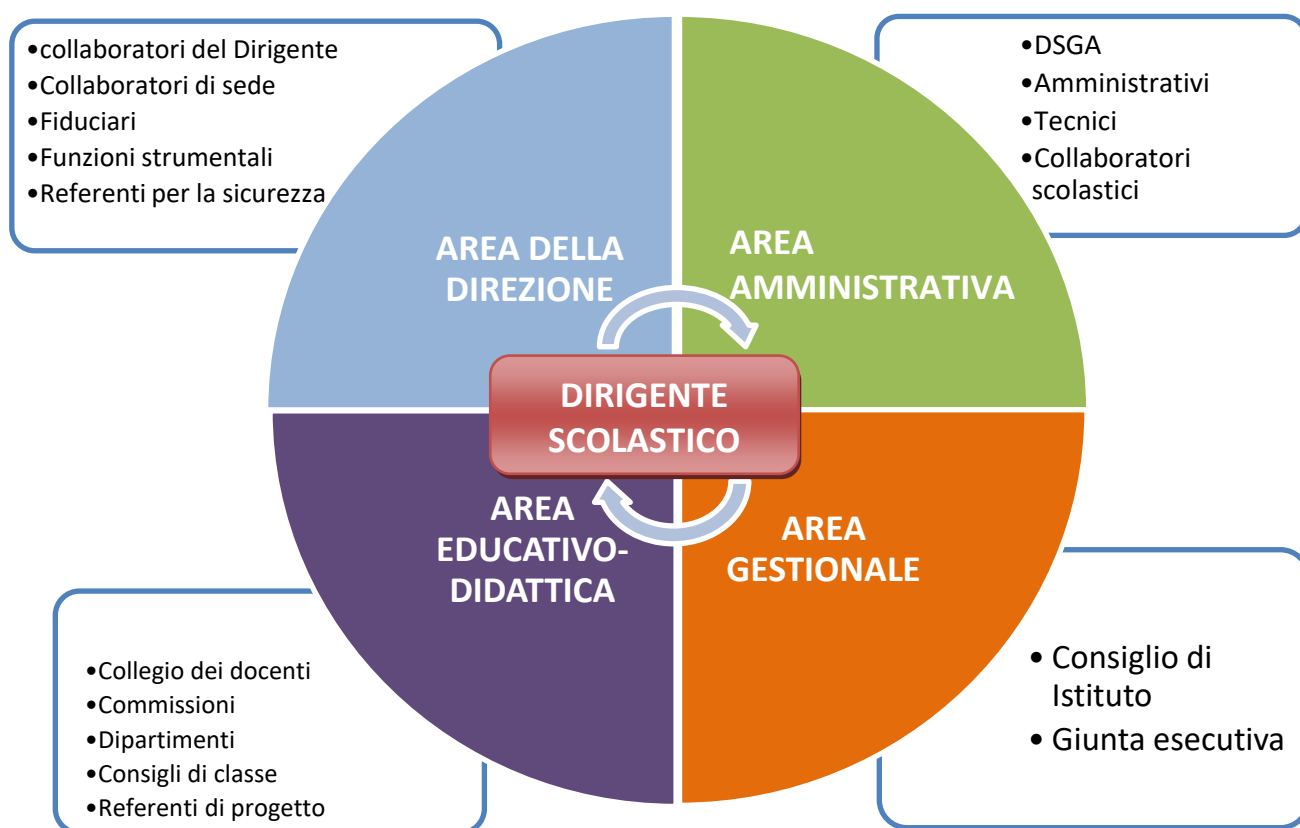 •collaboratori del Dirigente
•Collaboratori di sede
•Fiduciari
•Funzioni strumentali
•Referenti per la sicurezza
•DSGA
•Amministrativi
•Tecnici
•Collaboratori
scolastici
AREA DELLA
DIREZIONE
AREA
AMMINISTRATIVA
DIRIGENTE
SCOLASTICO
AREA
EDUCATIVO-
DIDATTICA
AREA
GESTIONALE
•Collegio dei docenti
•Commissioni
•Dipartimenti
•Consigli di classe
•Referenti di progetto
• Consiglio di
Istituto
• Giunta esecutiva